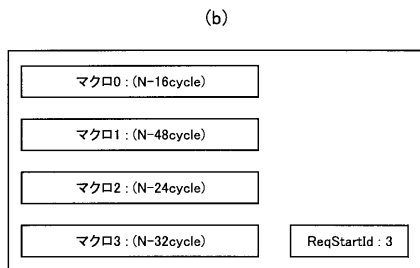 (b)
マクロ0 : (N-16cycle)
マクロ1 : (N-48cycle)
マクロ2 : (N-24cycle)
マクロ3 : (N-32cycle)
ReqStartId : 3